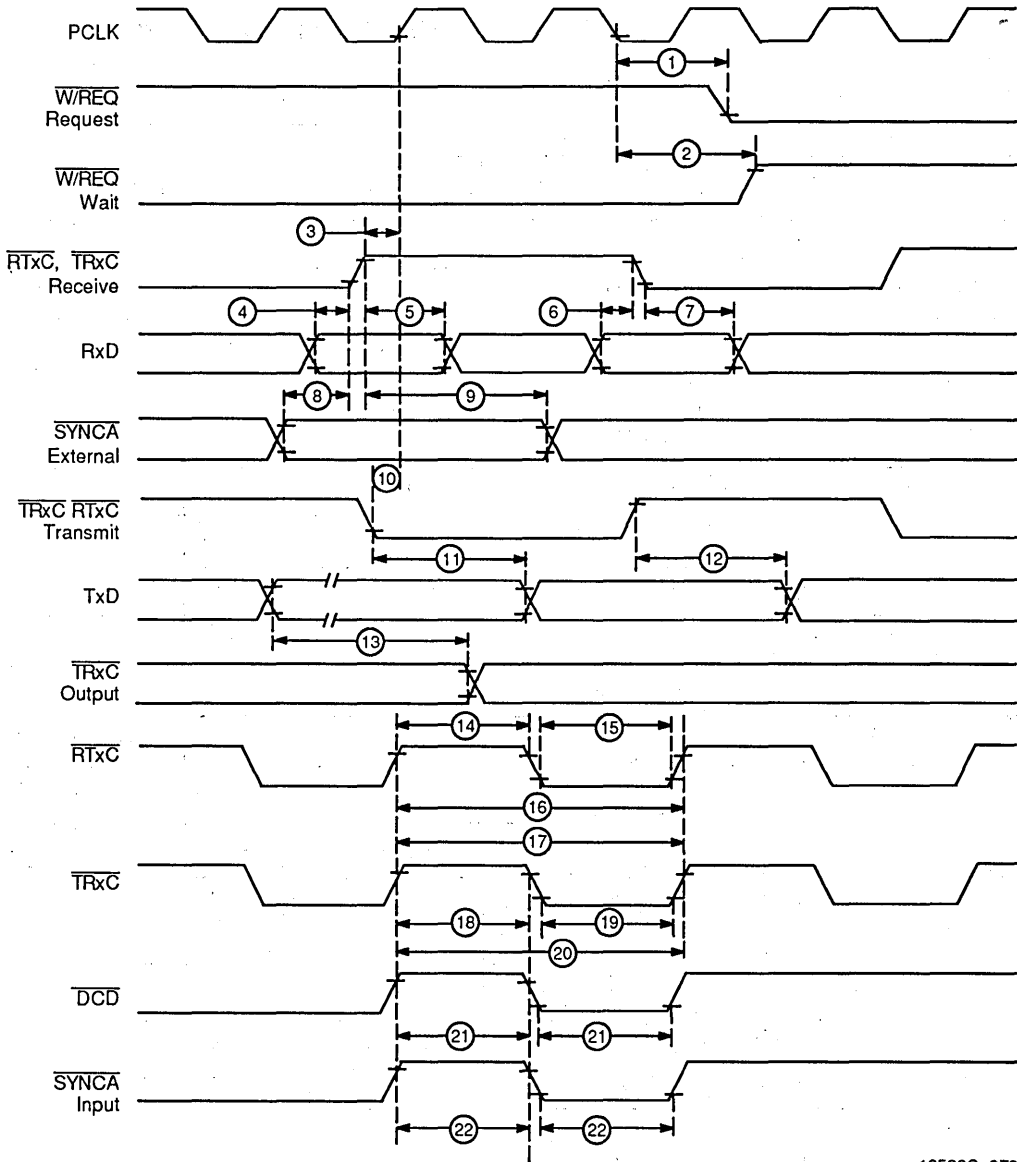 PCLK
1
W/REQ
Request
2
W/REQ
Wait
3
RTxC, TRxC
Receive
4
5
6
7
RxD
8
9
SYNCA
External
10
TRxC RTxC
Transmit
11
12
TxD
13
TRxC
Output
14
15
RTxC
16
17
TRxC
18
19
20
DCD
21
21
SYNCA
Input
22
22